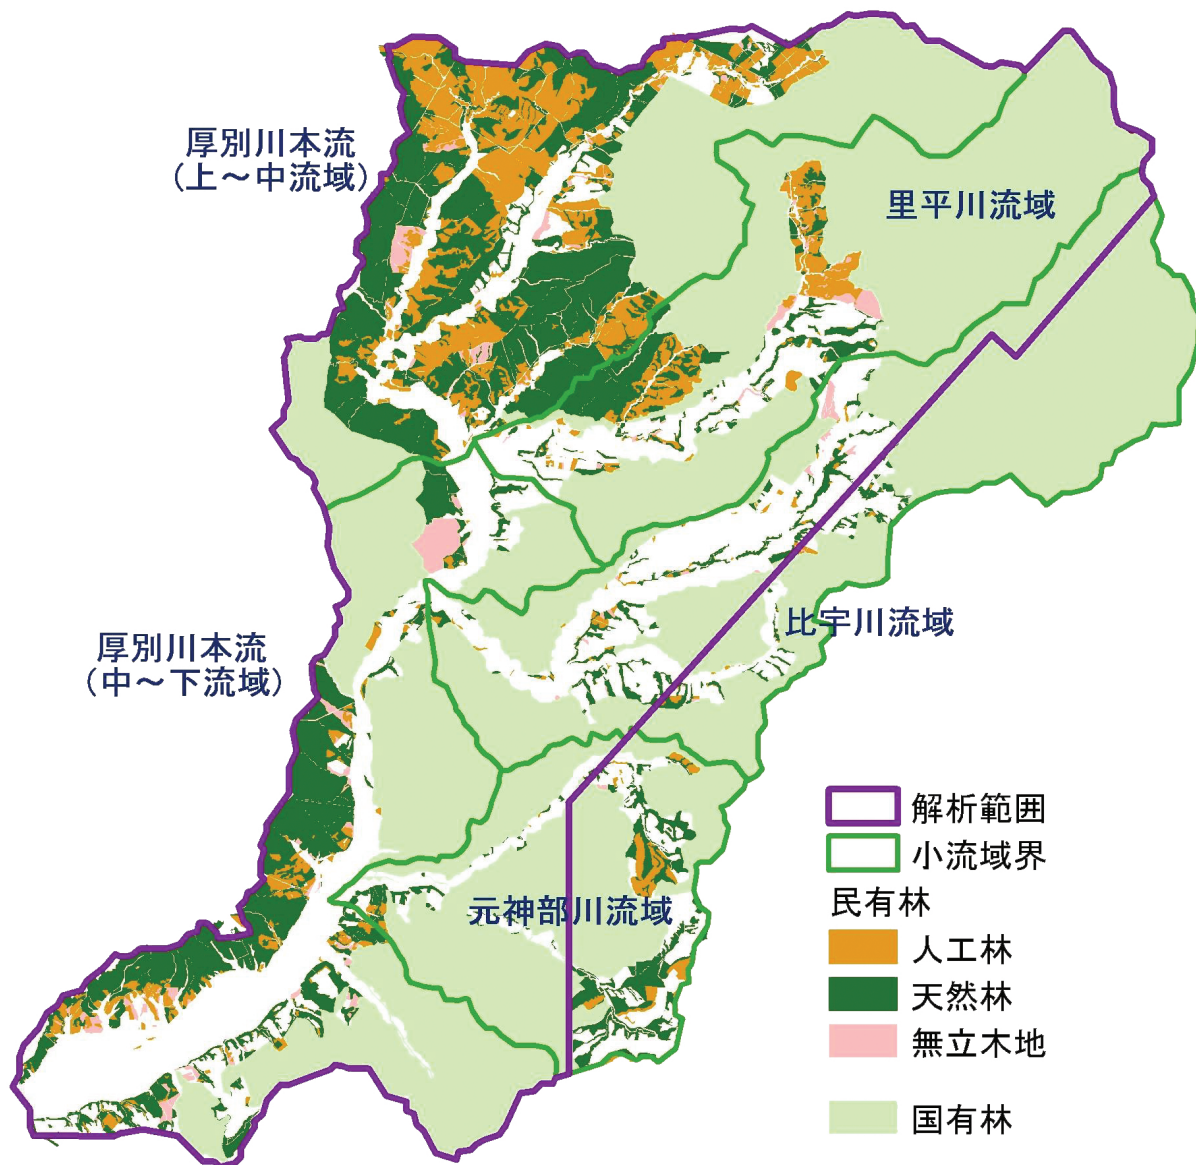 厚別川本流
(上～中流域)
里平川流域
比宇川流域
厚別川本流
(中～下流域)
元神部川流域
解析範囲
小流域界
民有林
人工林
天然林
無立木地
国有林